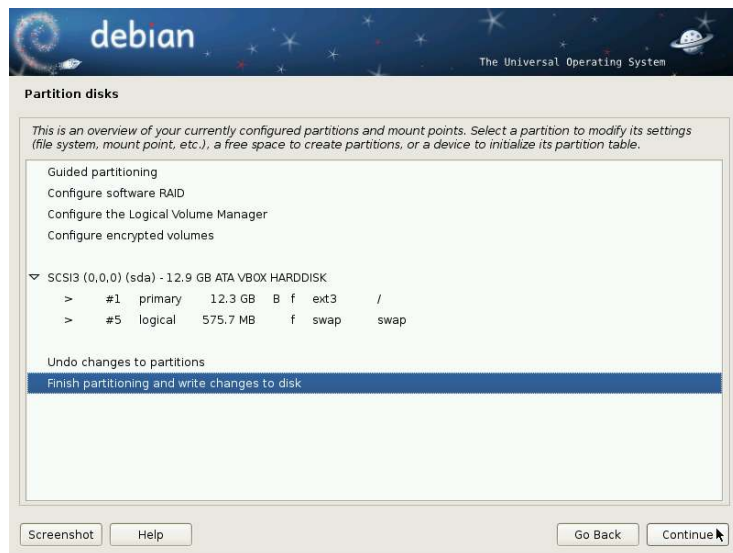 debian
The Universal Operating System
Partition disks
This is an overview of your currently configured partitions and mount points. Select a partition to modify its settings
(file system, mount point, etc.), a free space to create partitions, or a device to initialize its partition table.
Guided partitioning
Configure software RAID
Configure the Logical Volume Manager
Configure encrypted volumes
SCSI3 (0,0,0) (sda) - 12.9 GB ATA VBOX HARDDISK
> #1 primary 12.3 GB B f ext3 /
> #5 logical 575.7 MB f swap swap
Undo changes to partitions
Finish partitioning and write changes to disk
Screenshot Help Go Back Continue